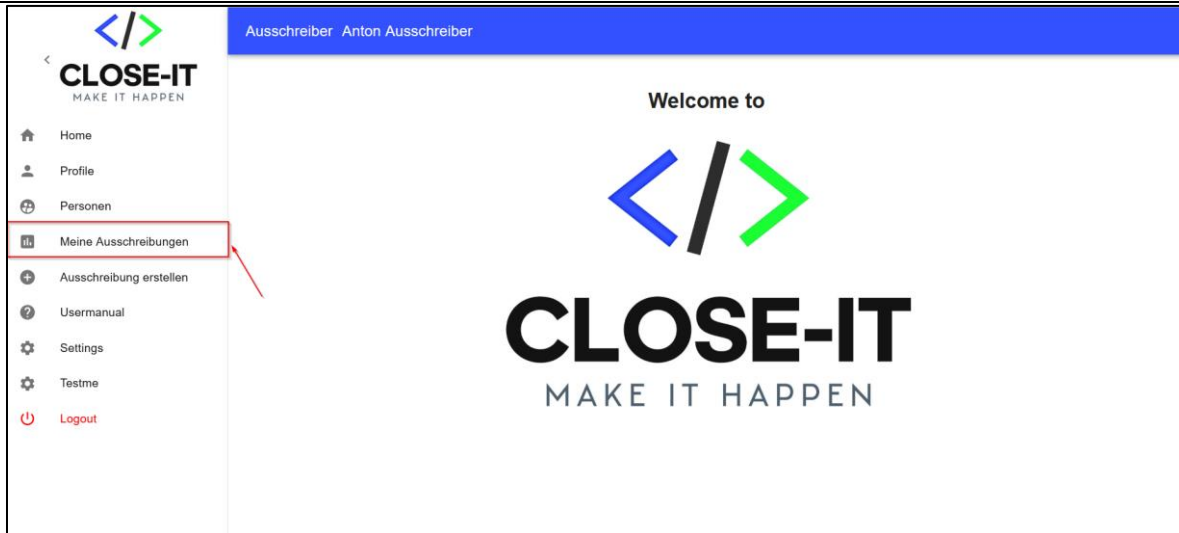 CLOSE-IT
MAKE IT HAPPEN
Home
Profile
Personen
Meine Ausschreibungen
Ausschreibung erstellen
Usermanual
Settings
Testme
Logout
Ausschreiber Anton Ausschreiber
Welcome to
CLOSE-IT
MAKE IT HAPPEN